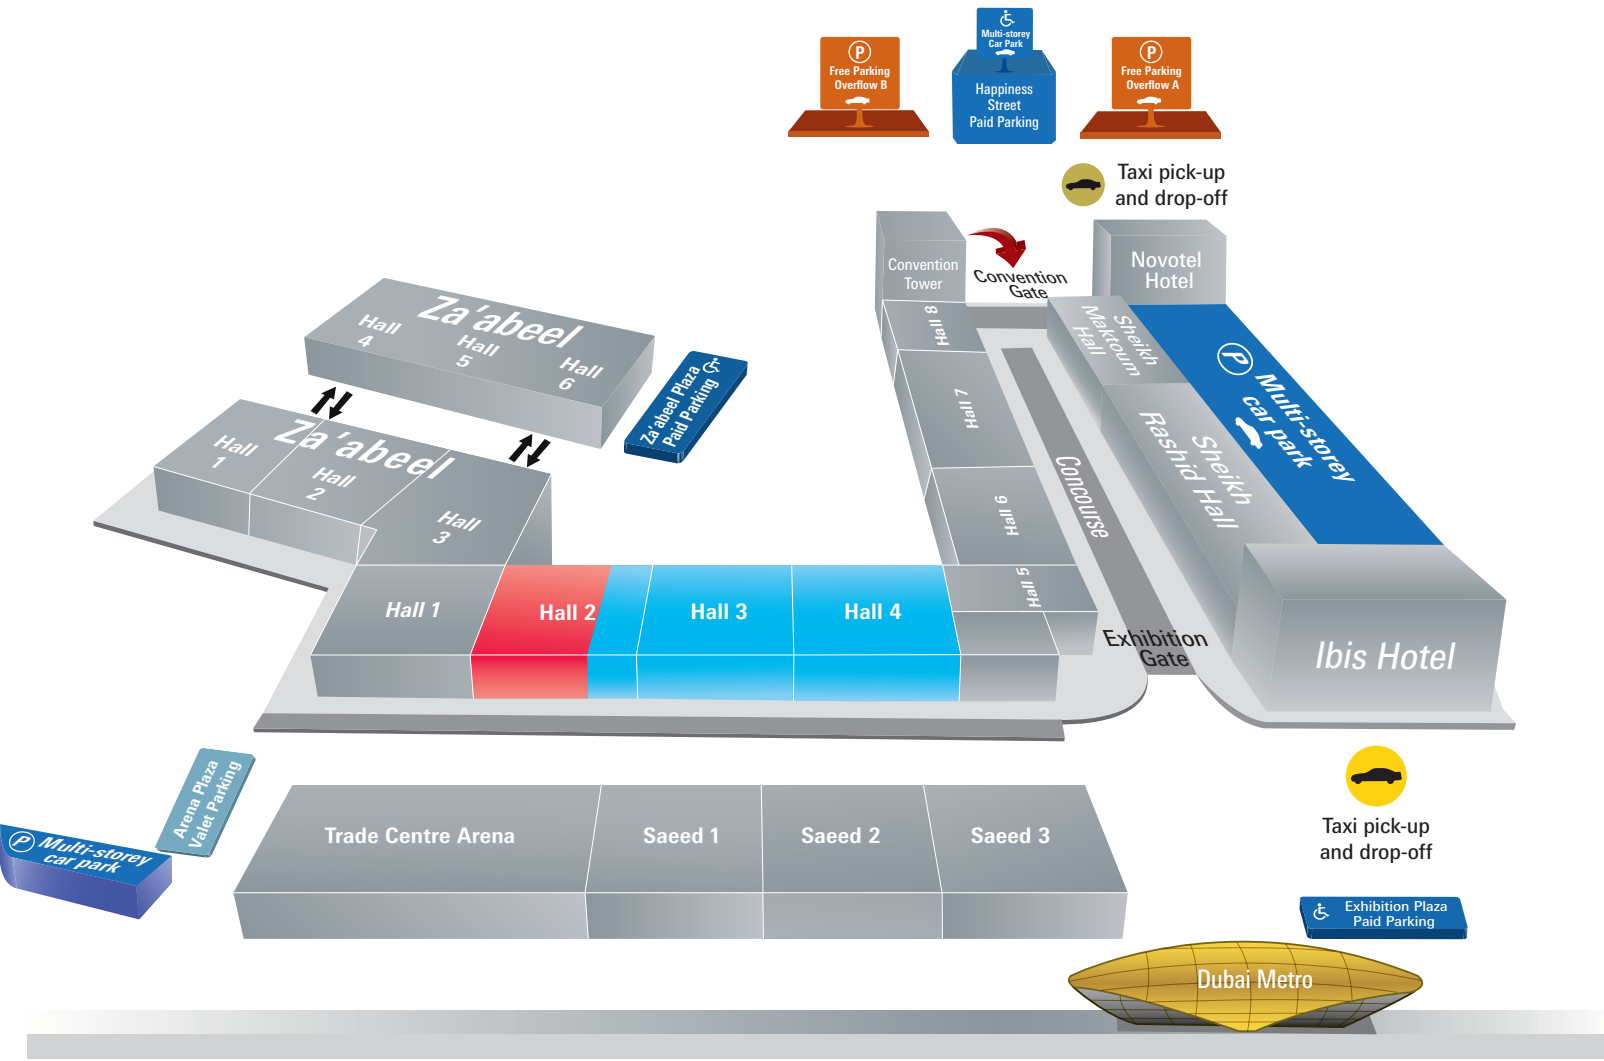 P
Free Parking
Overflow B
Multi-storey
Car Park
Happiness
Street
Paid Parking
P
Free Parking
Overflow A
Taxi pick-up
and drop-off
Convention
Tower
Convention
Gate
Novotel
Hotel
Za'abeel
Hall
4
Hall
5
Hall
6
Za'abeel Plaza
Paid Parking
Hall 8
Sheikh
Maktoum
Hall
P
Multi-storey
car park
Hall 7
Za'abeel
Hall
1
Hall
2
Hall
3
Hall 6
Concourse
Sheikh
Rashid Hall
Hall 5
Hall 1
Hall 2
Hall 3
Hall 4
Exhibition
Gate
Ibis Hotel
Arena Plaza
Valet Parking
P
Multi-storey
car park
Trade Centre Arena
Saeed 1
Saeed 2
Saeed 3
Taxi pick-up
and drop-off
Exhibition Plaza
Paid Parking
Dubai Metro